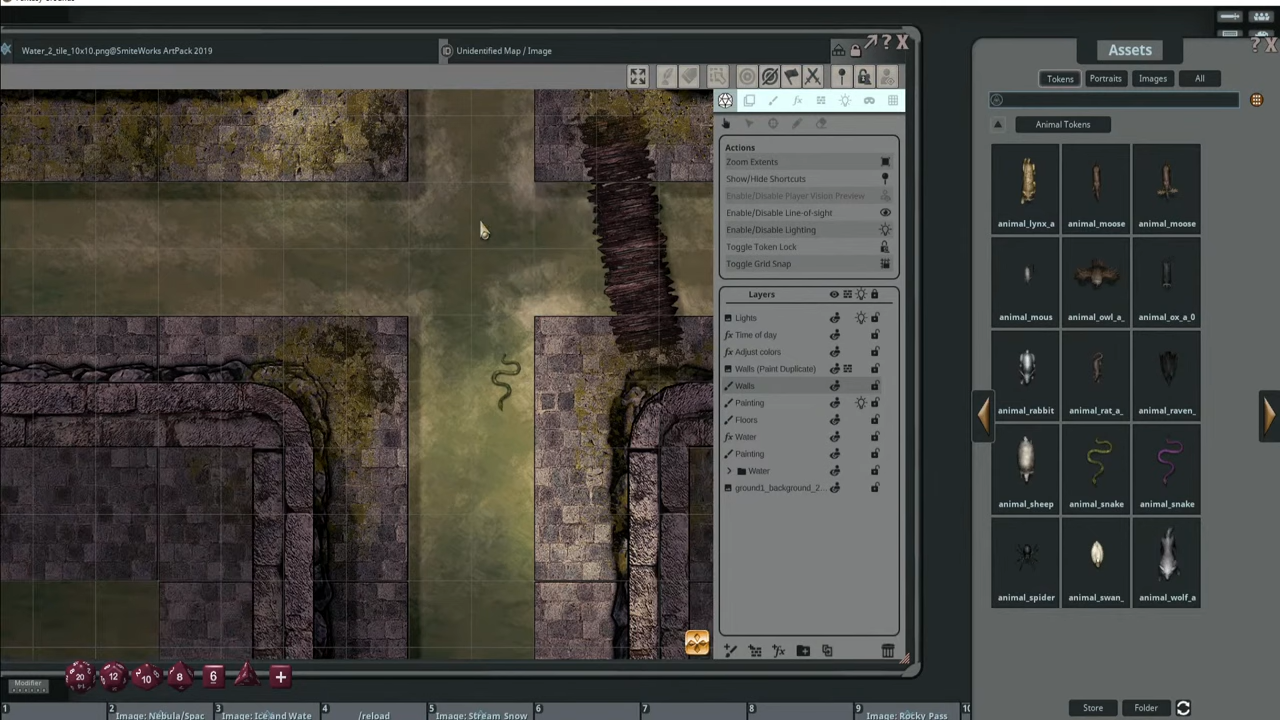 Water_2_tile_10x10.png@SmiteWorks ArtPack 2019
ID Unidentified Map / Image
? X
Actions
Zoom Extents
Show/Hide Shortcuts
Enable/Disable Player Vision Preview
Enable/Disable Line-of-sight
Enable/Disable Lighting
Toggle Token Lock
Toggle Grid Snap
Layers
Lights
fx Time of day
fx Adjust colors
Walls (Paint Duplicate)
Walls
Painting
Floors
fx Water
Painting
Water
ground1_background_2...
Assets
? X
Tokens Portraits Images All
Animal Tokens
animal_lynx_a animal_moose animal_moose
animal_mous animal_owl_a_ animal_ox_a_0
animal_rabbit animal_rat_a_ animal_raven_
animal_sheep animal_snake animal_snake
animal_spider animal_swan_ animal_wolf_a
Store Folder
20 12 10 8 6 +
Modifier
1 2 3 4 5 6 7 8 9 10
Image: Nebula/Spac Image: Ice and Wate /reload Image: Stream Snow Image: Rocky Pass